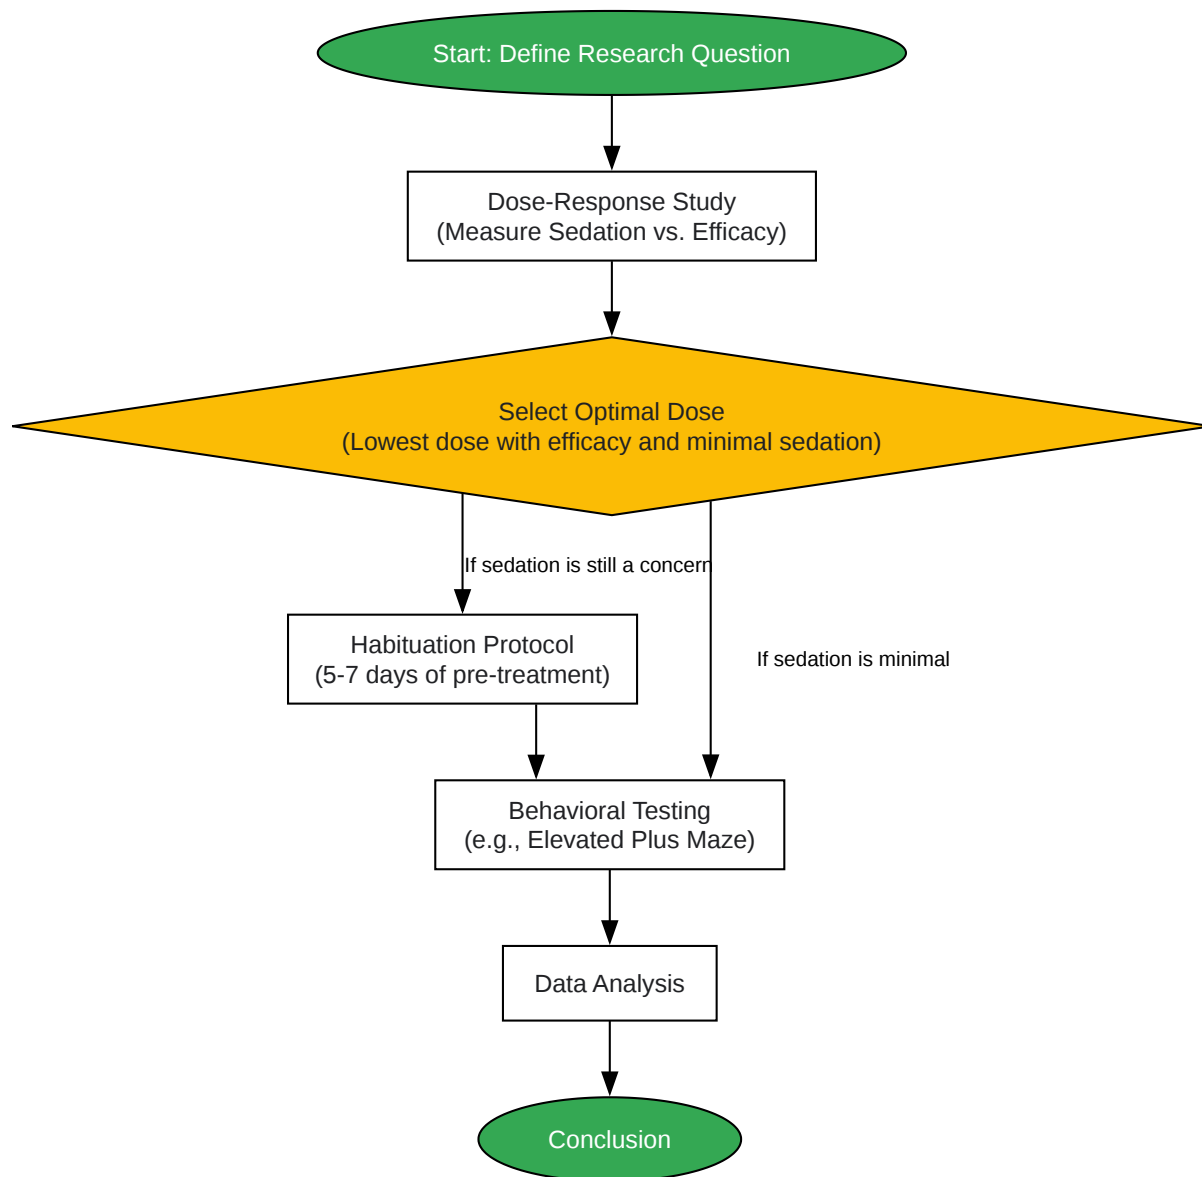 Start: Define Research Question
Dose-Response Study
(Measure Sedation vs. Efficacy)
Select Optimal Dose
(Lowest dose with efficacy and minimal sedation)
If sedation is still a concern
Habituation Protocol
(5-7 days of pre-treatment)
If sedation is minimal
Behavioral Testing
(e.g., Elevated Plus Maze)
Data Analysis
Conclusion